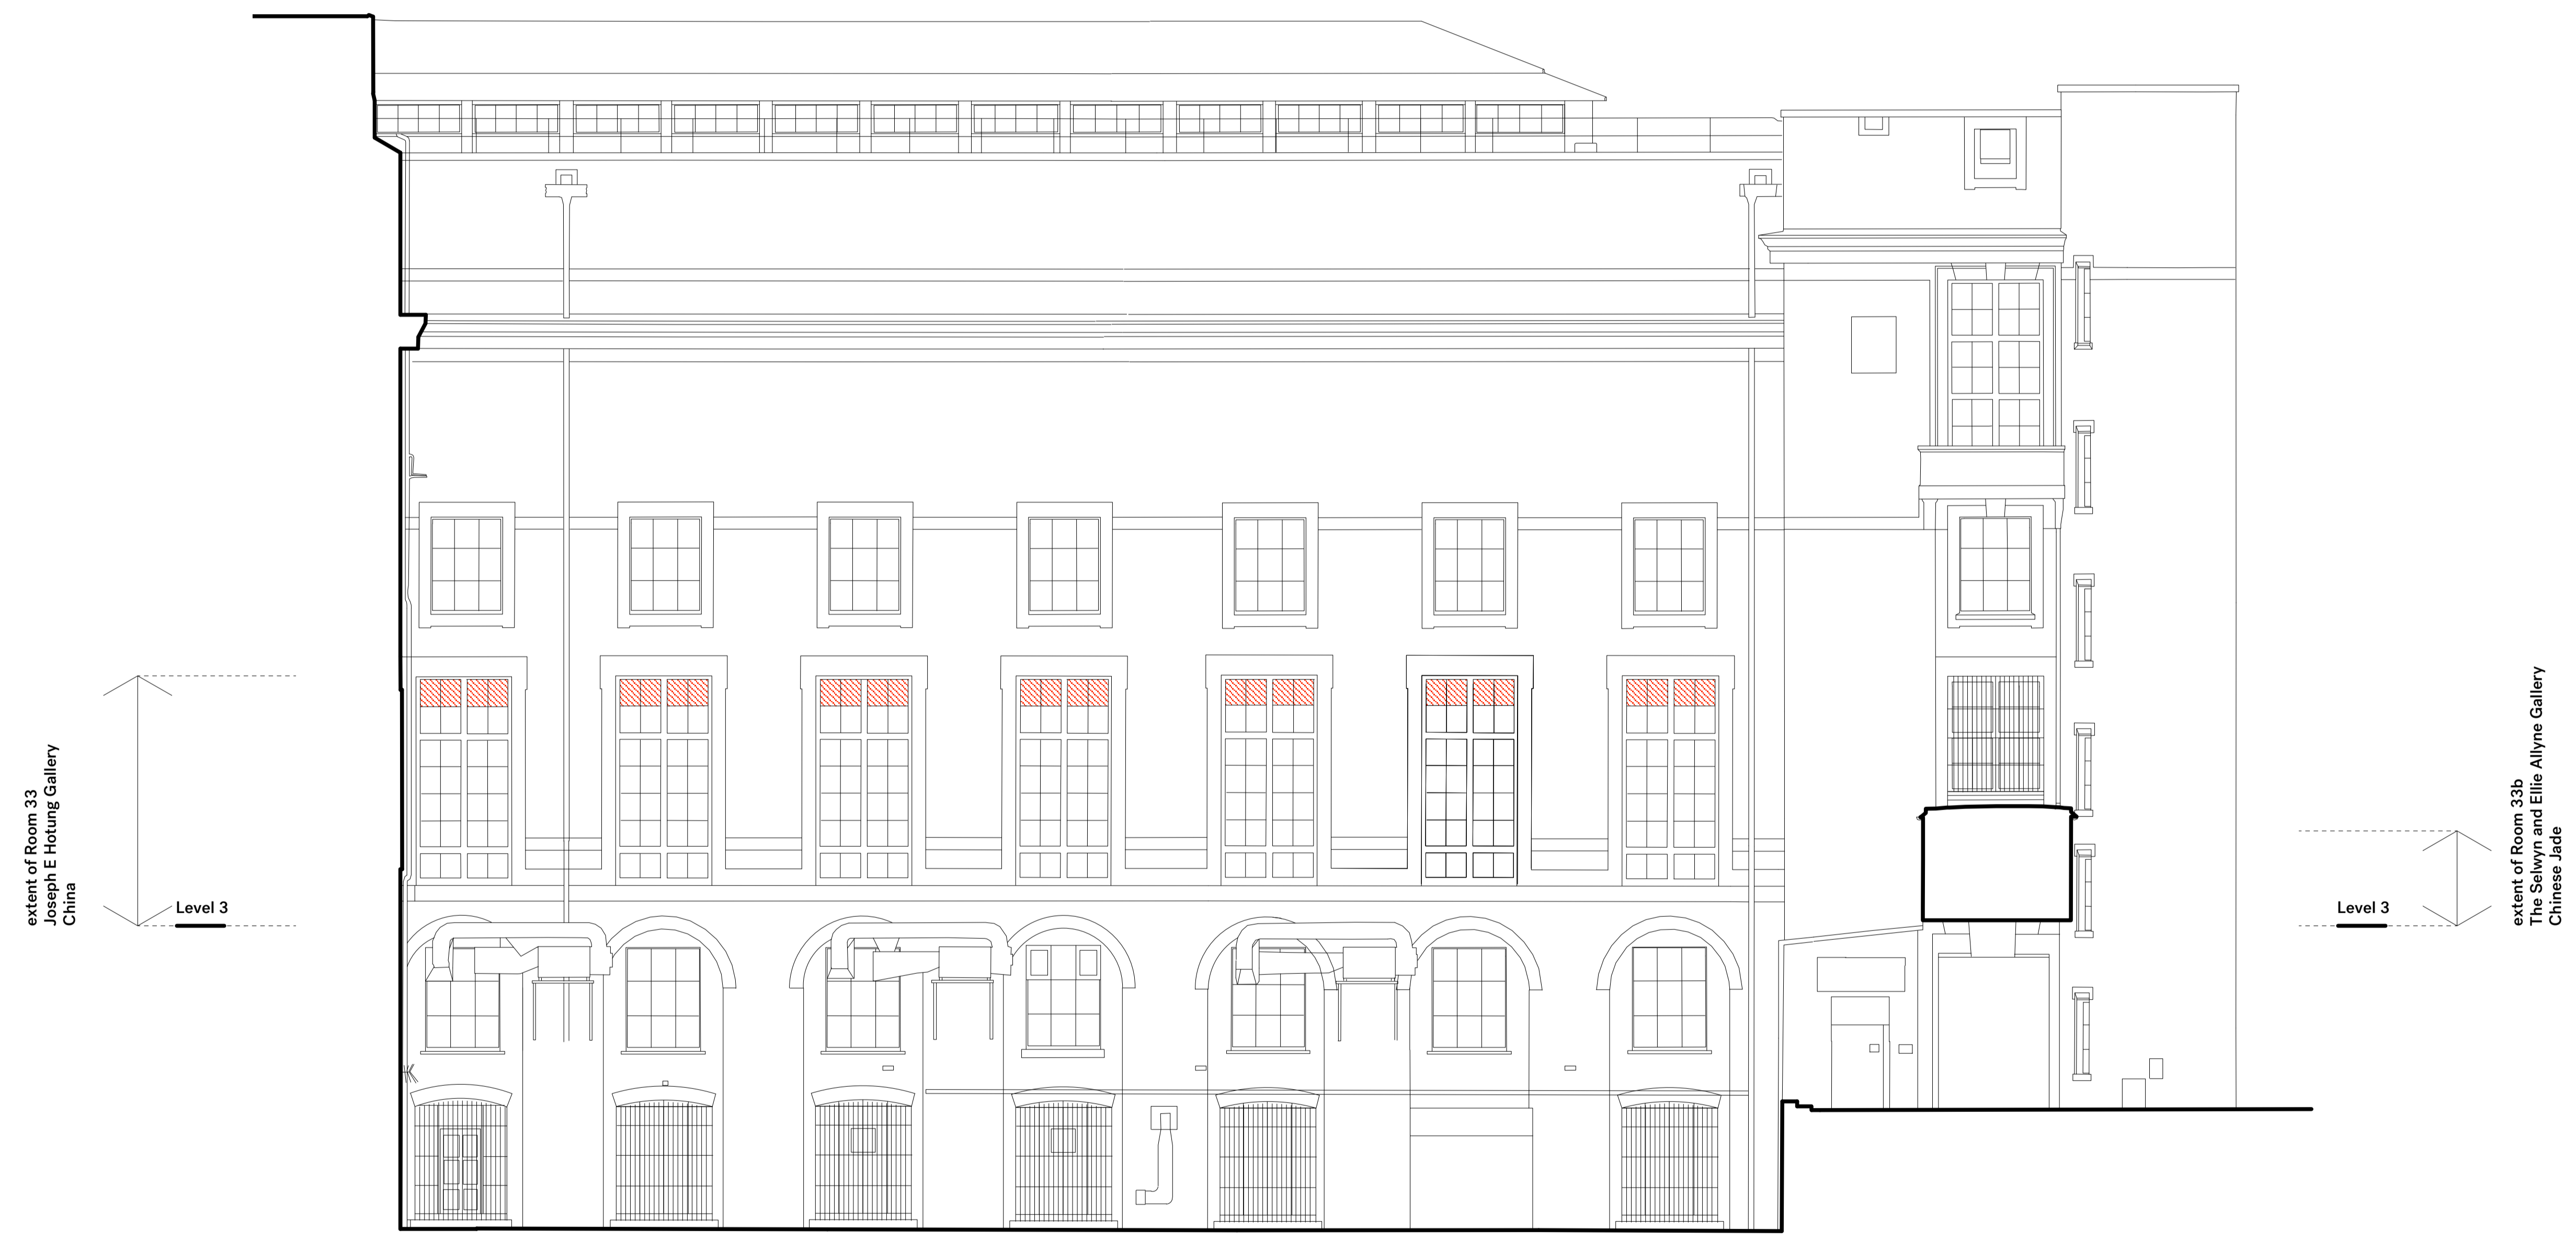 extent of Room 33
Joseph E Hotung Gallery
China
Level 3
Level 3
extent of Room 33b
The Selwyn and Ellie Allyne Gallery
Chinese Jade